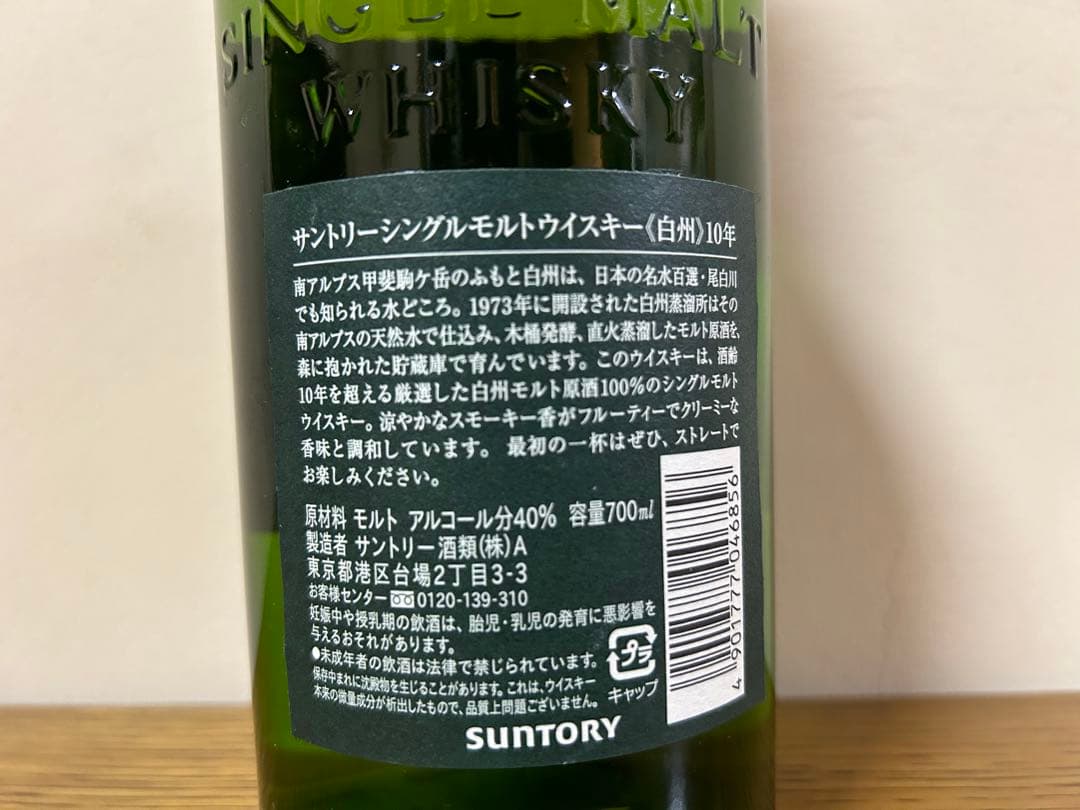 SINGLE MALT
WHISKY
サントリーシングルモルトウイスキー《白州》10年
南アルプス甲斐駒ケ岳のふもと白州は、日本の名水百選・尾白川
でも知られる水どころ。1973年に開設された白州蒸溜所はその
南アルプスの天然水で仕込み、木桶発酵、直火蒸溜したモルト原酒を、
森に抱かれた貯蔵庫で育んでいます。このウイスキーは、酒齢
10年を超える厳選した白州モルト原酒100%のシングルモルト
ウイスキー。涼やかなスモーキー香がフルーティーでクリーミーな
香味と調和しています。 最初の一杯はぜひ、ストレートで
お楽しみください。
原材料 モルト アルコール分40% 容量700ml
製造者 サントリー酒類(株)A
東京都港区台場2丁目3-3
お客様センター 0120-139-310
妊娠中や授乳期の飲酒は、胎児・乳児の発育に悪影響を
与えるおそれがあります。
●未成年者の飲酒は法律で禁じられています。
保存中まれに沈殿物を生じることがあります。これは、ウイスキー
本来の微量成分が析出したもので、品質上問題ございません。
プラ
キャップ
4 901777 046856
SUNTORY